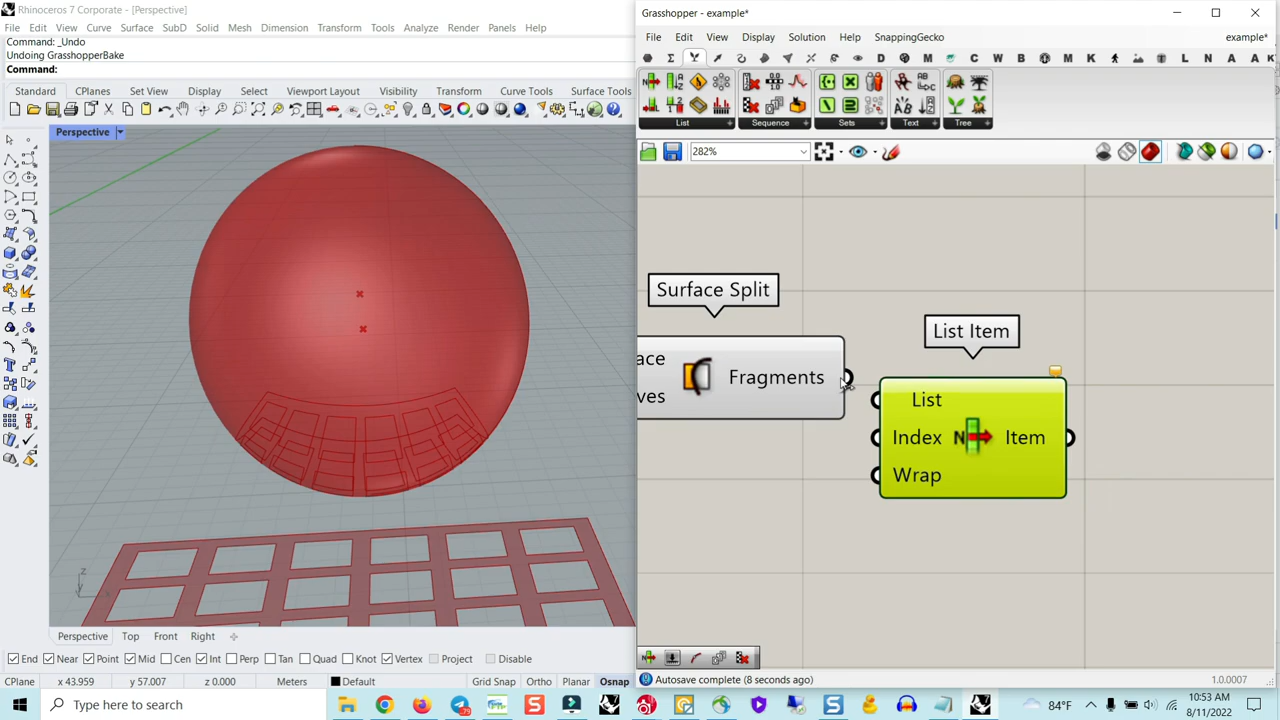 Rhinoceros 7 Corporate - [Perspective]
File Edit View Curve Surface SubD Solid Mesh Dimension Transform Tools Analyze Render Panels Help
Command: _Undo
Undoing GrasshopperBake
Command:
Standard CPlanes Set View Display Select Viewport Layout Visibility Transform Curve Tools Surface Tools
Perspective
z
y
Perspective Top Front Right
End Near Point Mid Cen Int Perp Tan Quad Knot Vertex Project Disable
CPlane x 43.959 y 57.007 z 0.000 Meters Default Grid Snap Ortho Planar Osnap
Grasshopper - example*
File Edit View Display Solution Help SnappingGecko example*
D C W B M K L N A A K
List Sequence Sets Text Tree
282%
Surface Split
ace
ves
Fragments
List Item
List
Index
Wrap
N
Item
Autosave complete (8 seconds ago) 1.0.0007
Type here to search
79
84°F
10:53 AM
8/11/2022